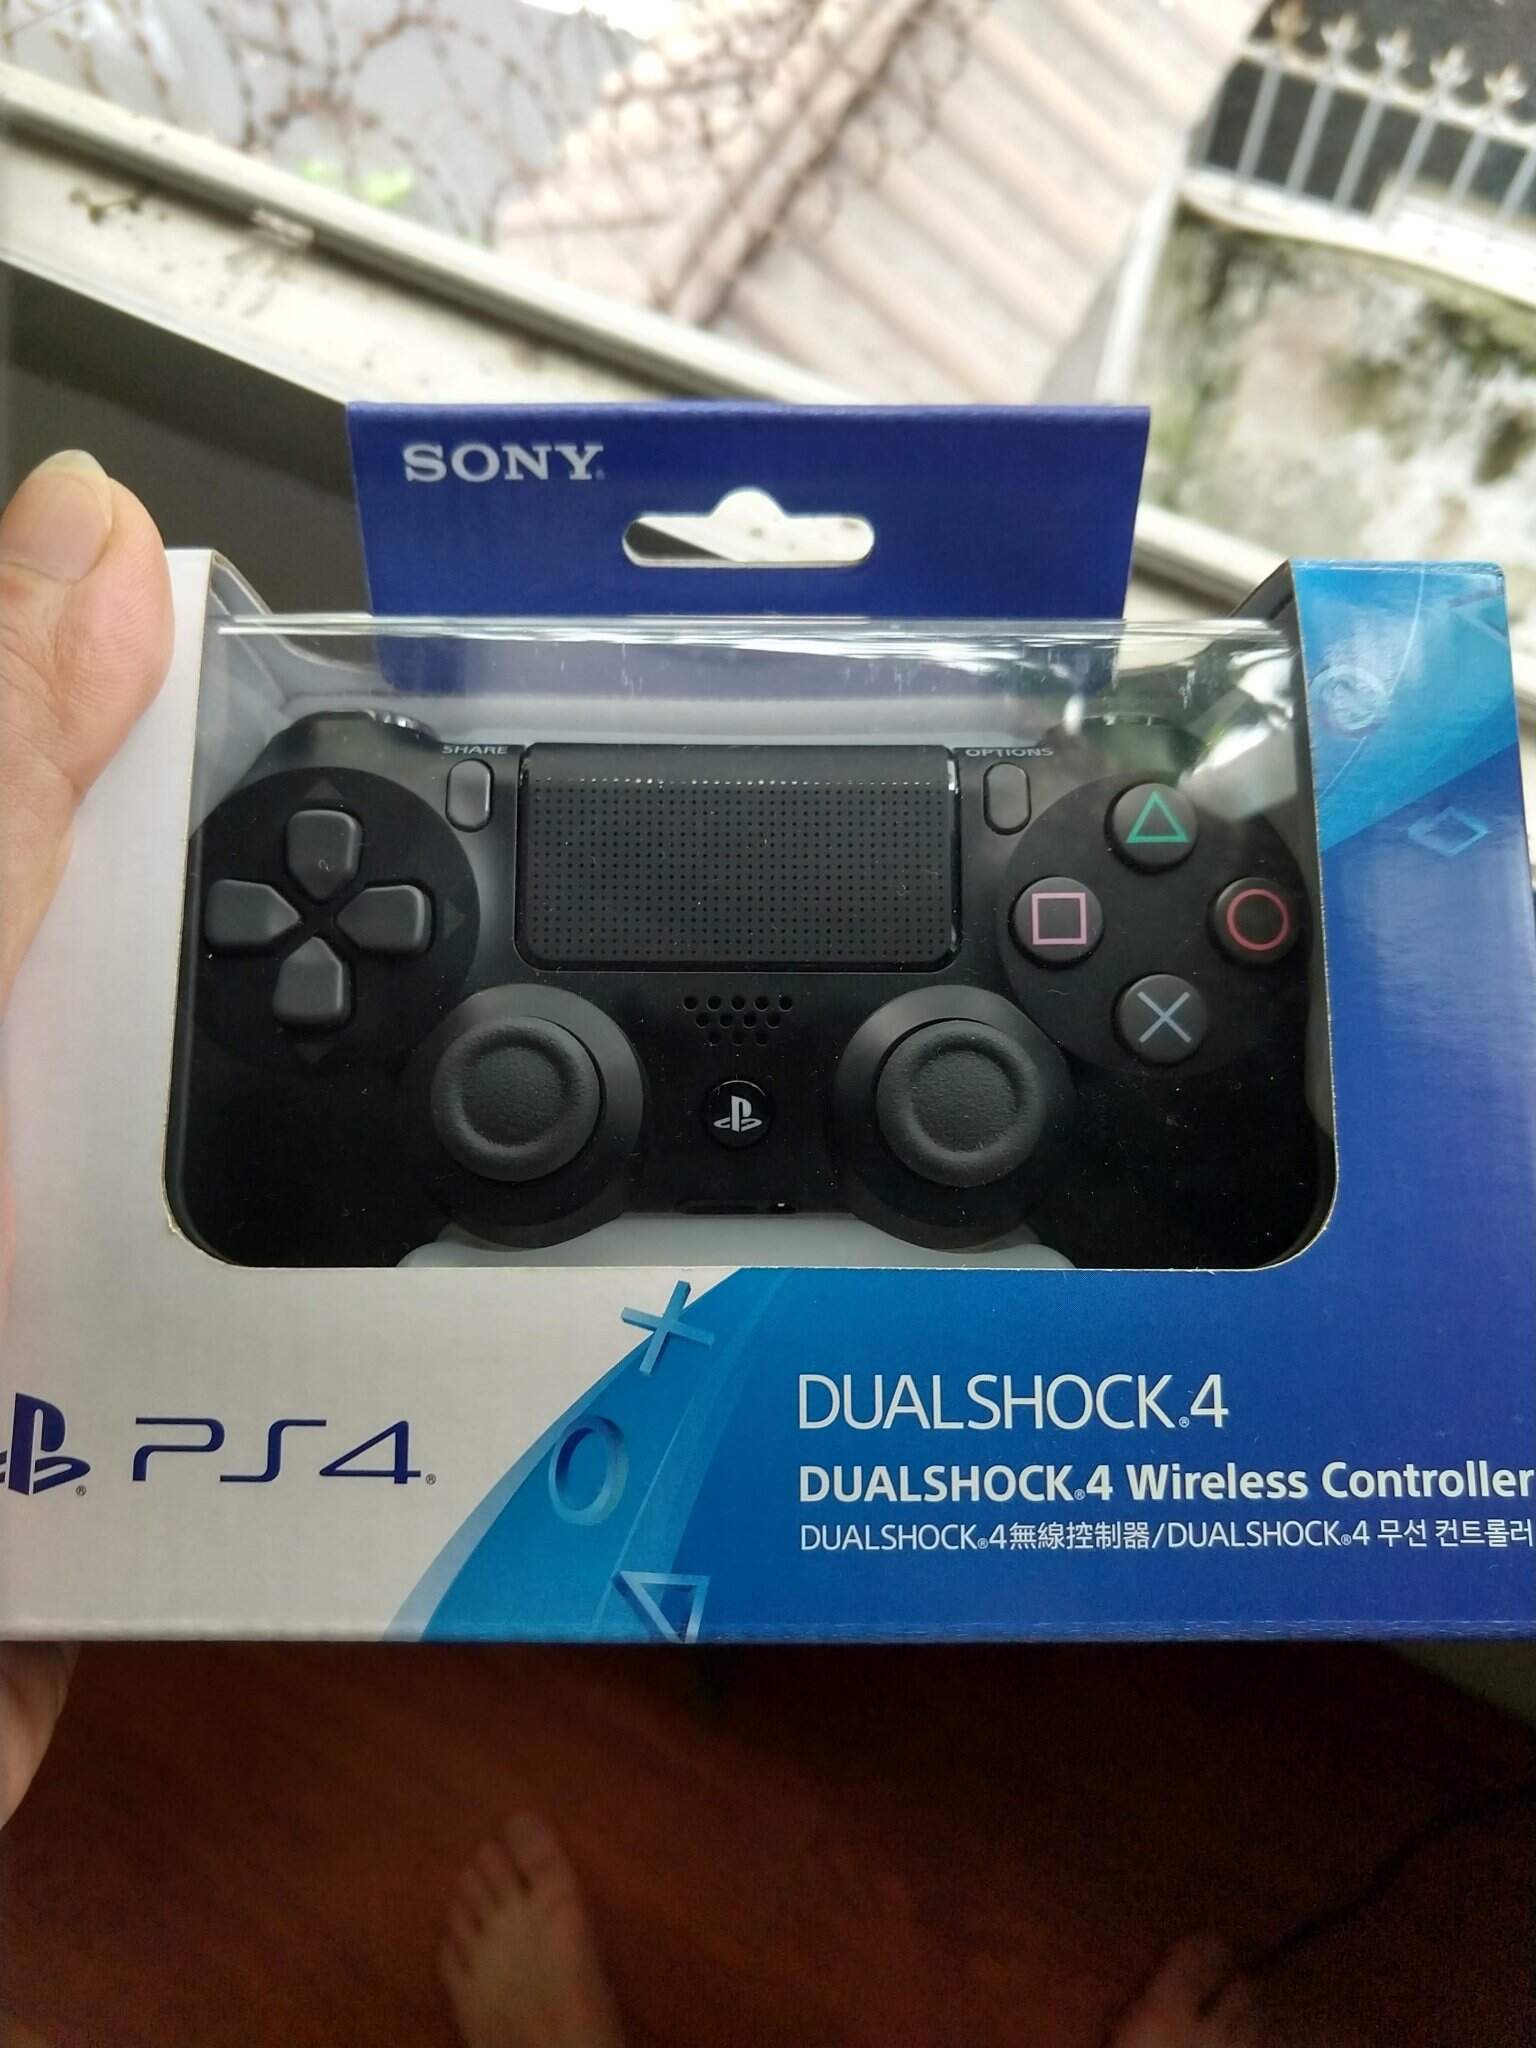 SONY
SHARE
OPTIONS
PS4®
DUALSHOCK®4
DUALSHOCK®4 Wireless Controller
DUALSHOCK®4無線控制器/DUALSHOCK®4 무선 컨트롤러